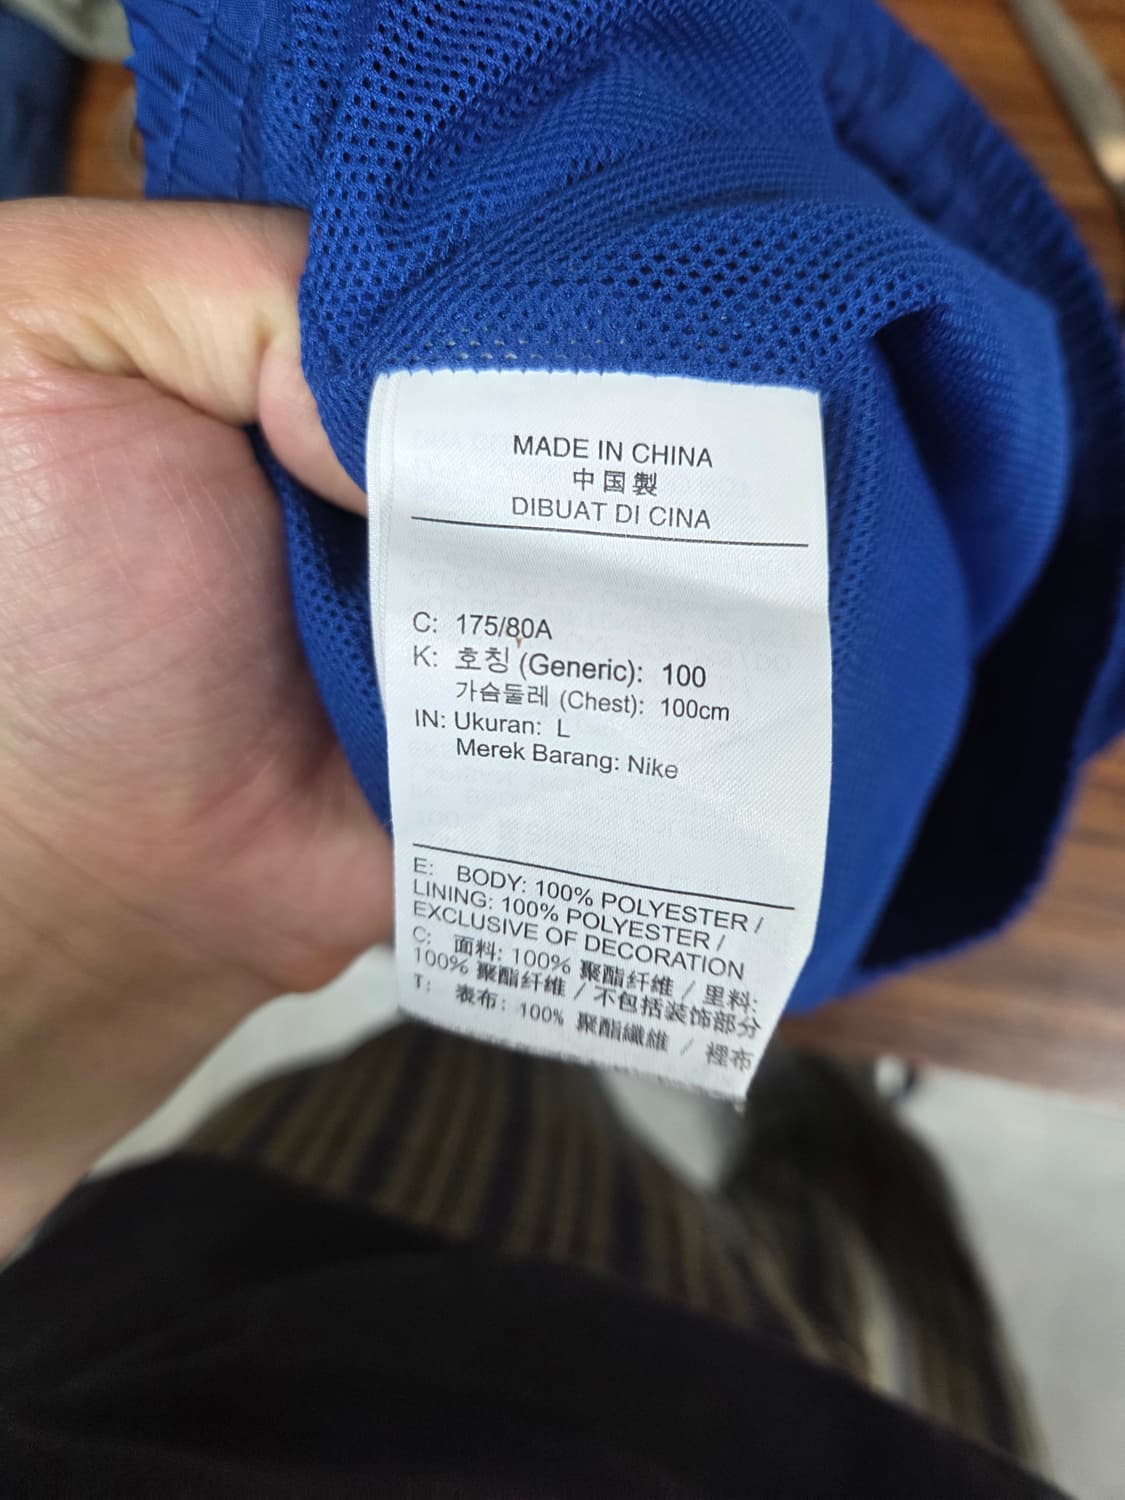 MADE IN CHINA
中国製
DIBUAT DI CINA
C: 175/80A
K: 호칭 (Generic): 100
가슴둘레 (Chest): 100cm
IN: Ukuran: L
Merek Barang: Nike
E: BODY: 100% POLYESTER /
LINING: 100% POLYESTER /
EXCLUSIVE OF DECORATION
C: 面料: 100% 聚酯纤维 / 里料:
100% 聚酯纤维 / 不包括装饰部分
T: 表布: 100% 聚酯纖維 / 裡布